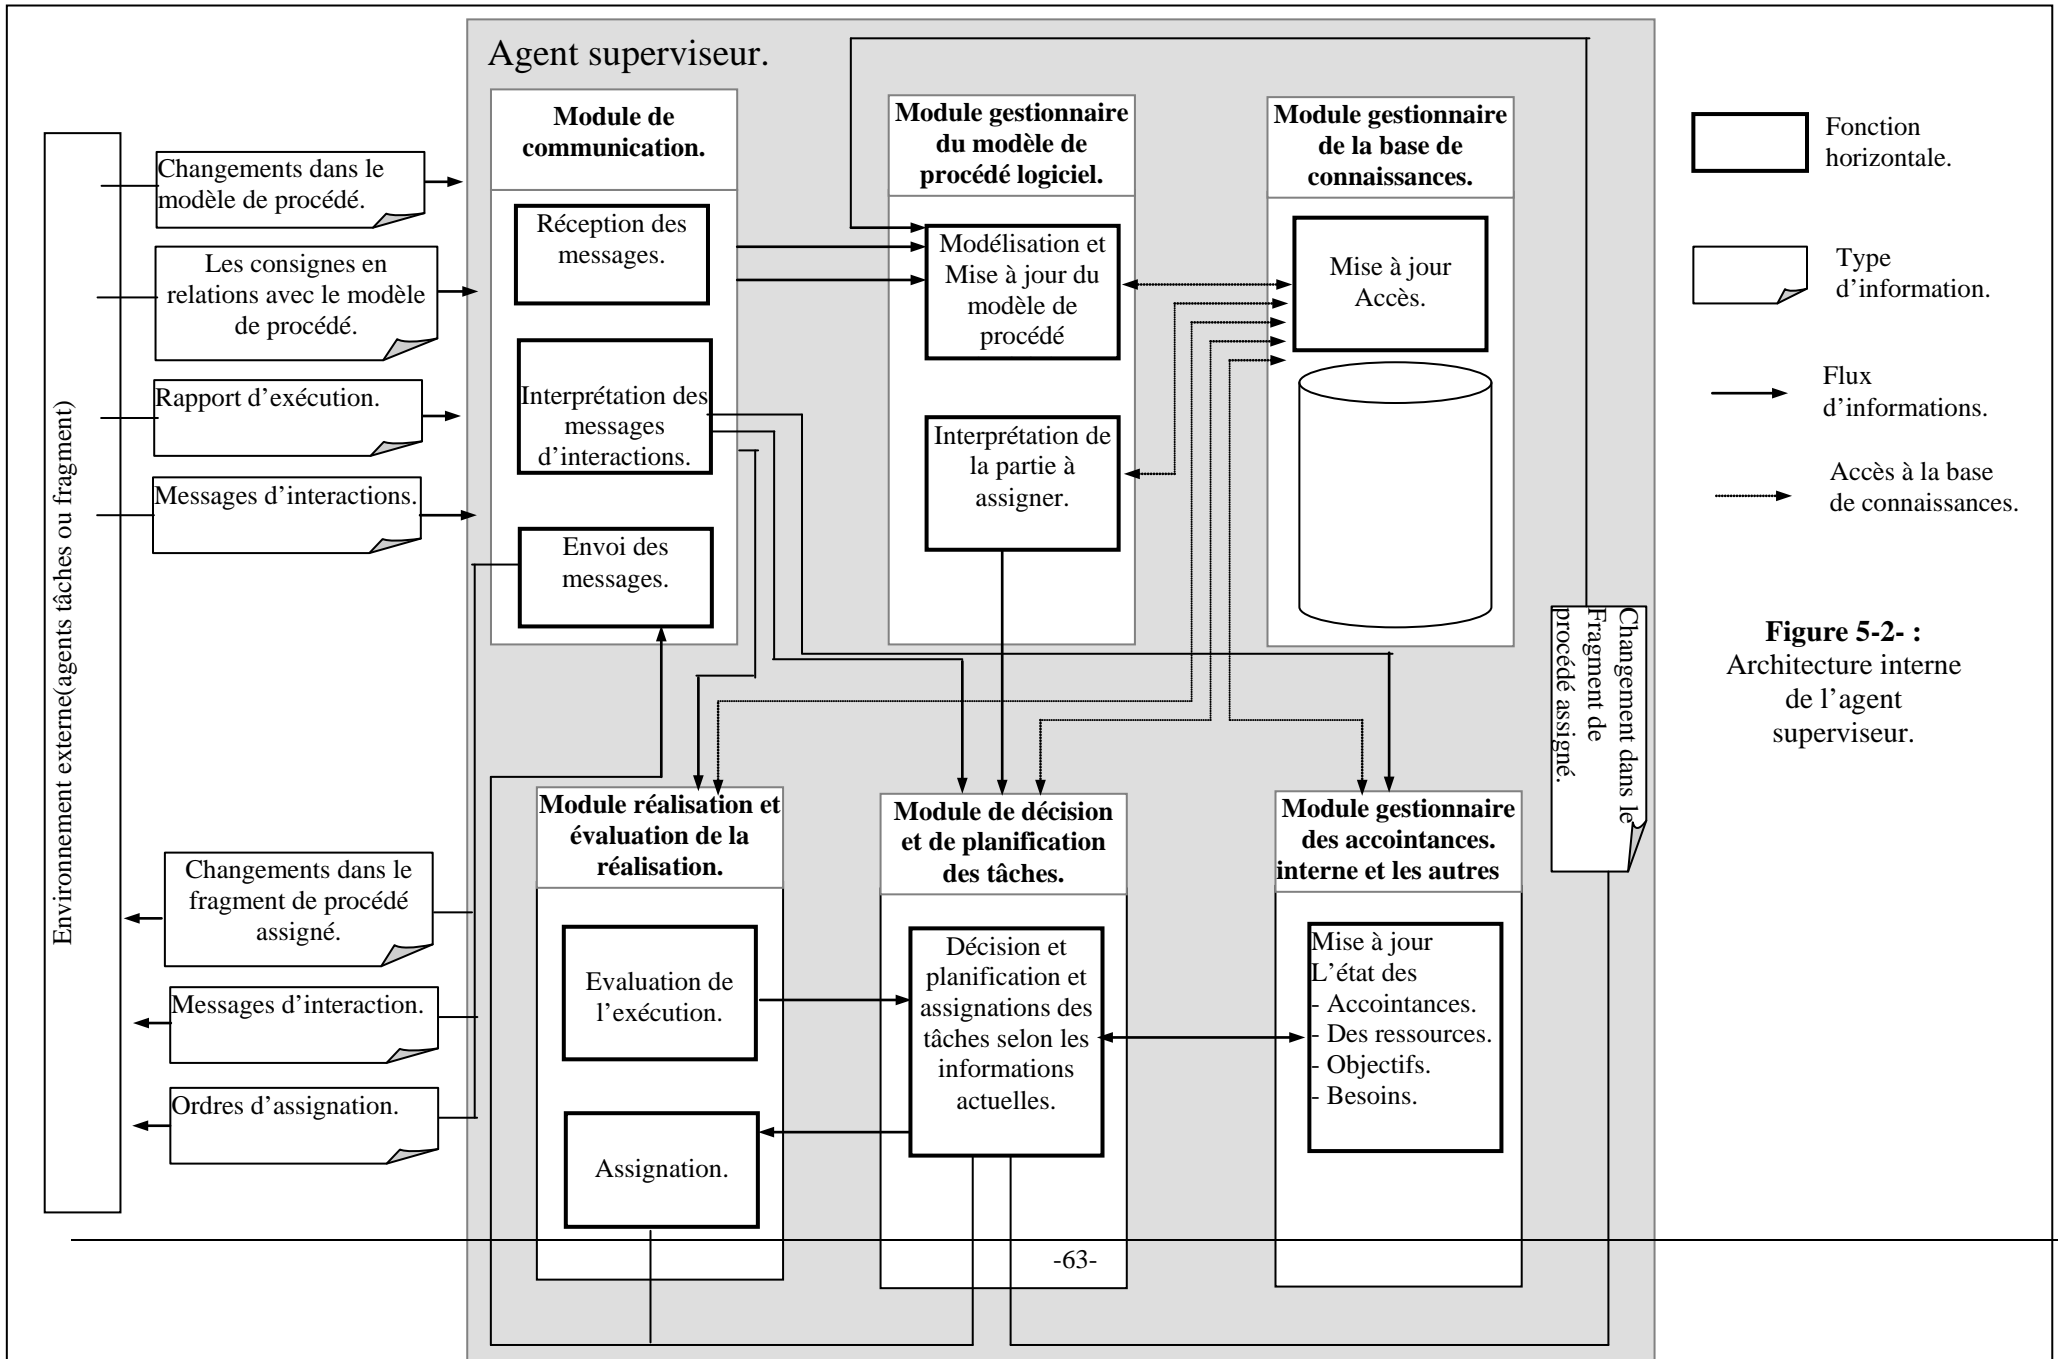 Agent superviseur.
Environnement externe(agents tâches ou fragment)
Changements dans le
modèle de procédé.
Les consignes en
relations avec le modèle
de procédé.
Rapport d’exécution.
Messages d’interactions.
Changements dans le
fragment de procédé
assigné.
Messages d’interaction.
Ordres d’assignation.
Module de
communication.
Réception des
messages.
Interprétation des
messages
d’interactions.
Envoi des
messages.
Module gestionnaire
du modèle de
procédé logiciel.
Modélisation et
Mise à jour du
modèle de
procédé
Interprétation de
la partie à
assigner.
Module gestionnaire
de la base de
connaissances.
Mise à jour
Accès.
Module réalisation et
évaluation de la
réalisation.
Evaluation de
l’exécution.
Assignation.
Module de décision
et de planification
des tâches.
Décision et
planification et
assignations des
tâches selon les
informations
actuelles.
Module gestionnaire
des accointances.
interne et les autres
Mise à jour
L’état des
- Accointances.
- Des ressources.
- Objectifs.
- Besoins.
Changement dans le
Fragment de
procédé assigné.
Fonction
horizontale.
Type
d’information.
Flux
d’informations.
Accès à la base
de connaissances.
Figure 5-2- :
Architecture interne
de l’agent
superviseur.
-63-